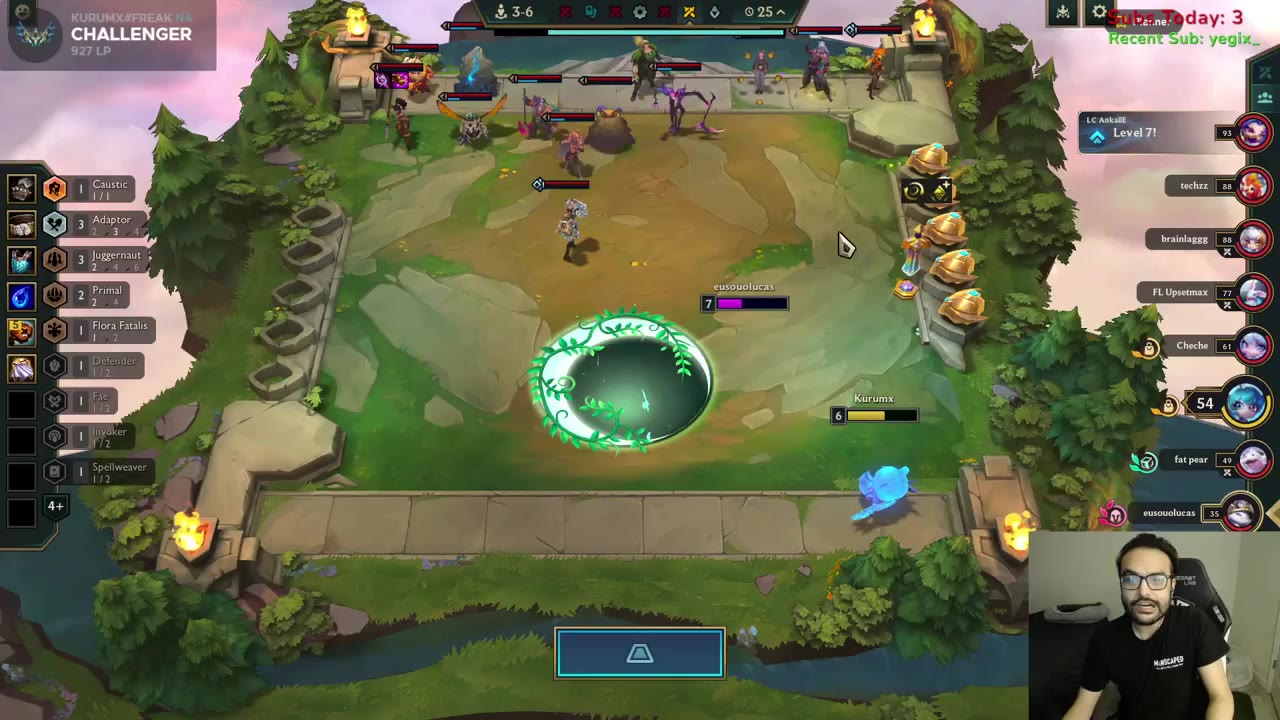 KURUMX#FREAK NA
CHALLENGER
927 LP
3-6
25
Subs Today: 3
Recent Sub: yegix_
LC AnkallE
Level 7!
93
techzz 88
brainlaggg 88
FL Upsetmax 77
Cheche 61
54
fat pear 49
eusouolucas 35
1 Caustic
1 / 1
3 Adaptor
2 > 3 > 4
3 Juggernaut
2 > 4 > 6
2 Primal
2 > 4
1 Flora Fatalis
1 > 2
1 Defender
1 / 2
1 Fae
1 / 2
1 Invoker
1 / 2
1 Spellweaver
1 / 2
4+
eusouolucas
7
Kurumx
6
MANSCAPED